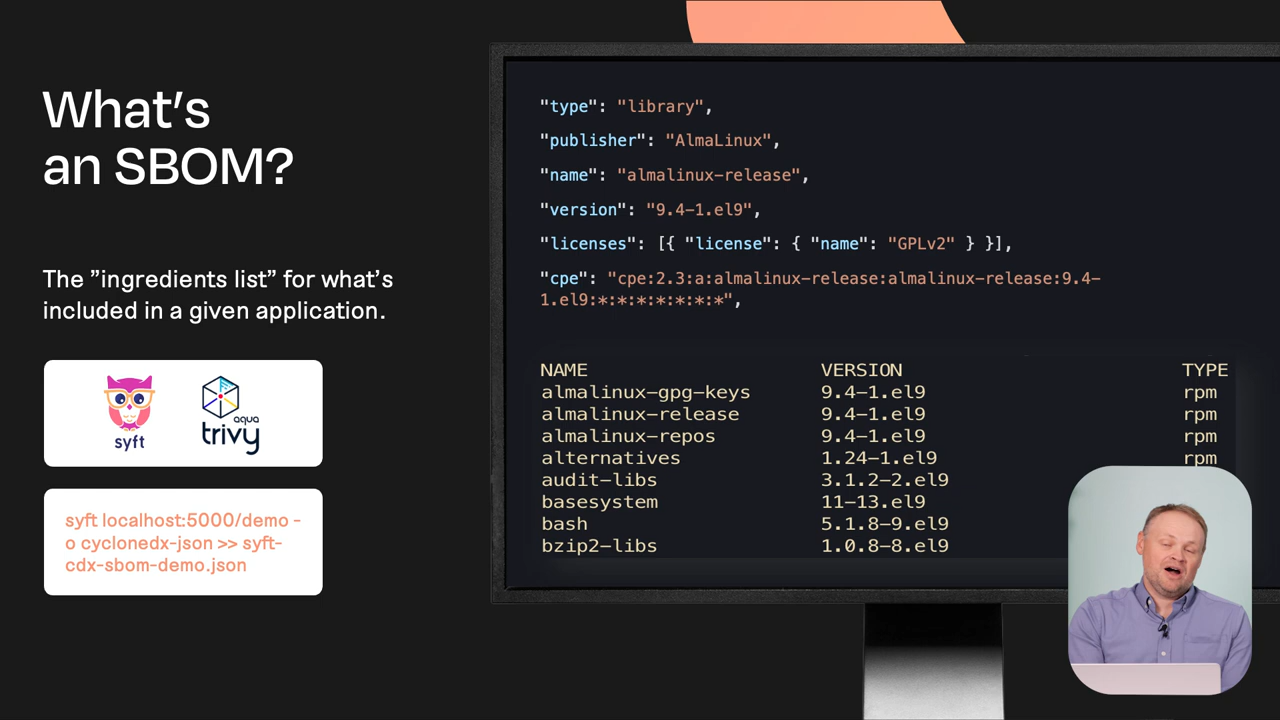 What's
an SBOM?
The "ingredients list" for what's
included in a given application.
syft
aqua
trivy
syft localhost:5000/demo -
o cyclonedx-json >> syft-
cdx-sbom-demo.json
"type": "library",
"publisher": "AlmaLinux",
"name": "almalinux-release",
"version": "9.4-1.el9",
"licenses": [{ "license": { "name": "GPLv2" } }],
"cpe": "cpe:2.3:a:almalinux-release:almalinux-release:9.4-
1.el9:*:*:*:*:*:*:*",
NAME VERSION TYPE
almalinux-gpg-keys 9.4-1.el9 rpm
almalinux-release 9.4-1.el9 rpm
almalinux-repos 9.4-1.el9 rpm
alternatives 1.24-1.el9 rpm
audit-libs 3.1.2-2.el9
basesystem 11-13.el9
bash 5.1.8-9.el9
bzip2-libs 1.0.8-8.el9